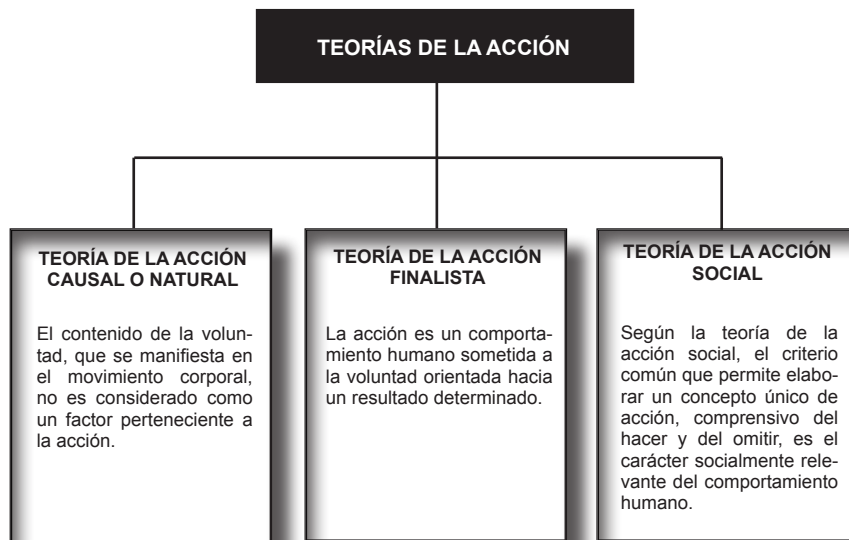 TEORÍAS DE LA ACCIÓN
TEORÍA DE LA ACCIÓN
CAUSAL O NATURAL
El contenido de la volun-
tad, que se manifiesta en
el movimiento corporal,
no es considerado como
un factor perteneciente a
la acción.
TEORÍA DE LA ACCIÓN
FINALISTA
La acción es un comporta-
miento humano sometida a
la voluntad orientada hacia
un resultado determinado.
TEORÍA DE LA ACCIÓN
SOCIAL
Según la teoría de la
acción social, el criterio
común que permite elabo-
rar un concepto único de
acción, comprensivo del
hacer y del omitir, es el
carácter socialmente rele-
vante del comportamiento
humano.